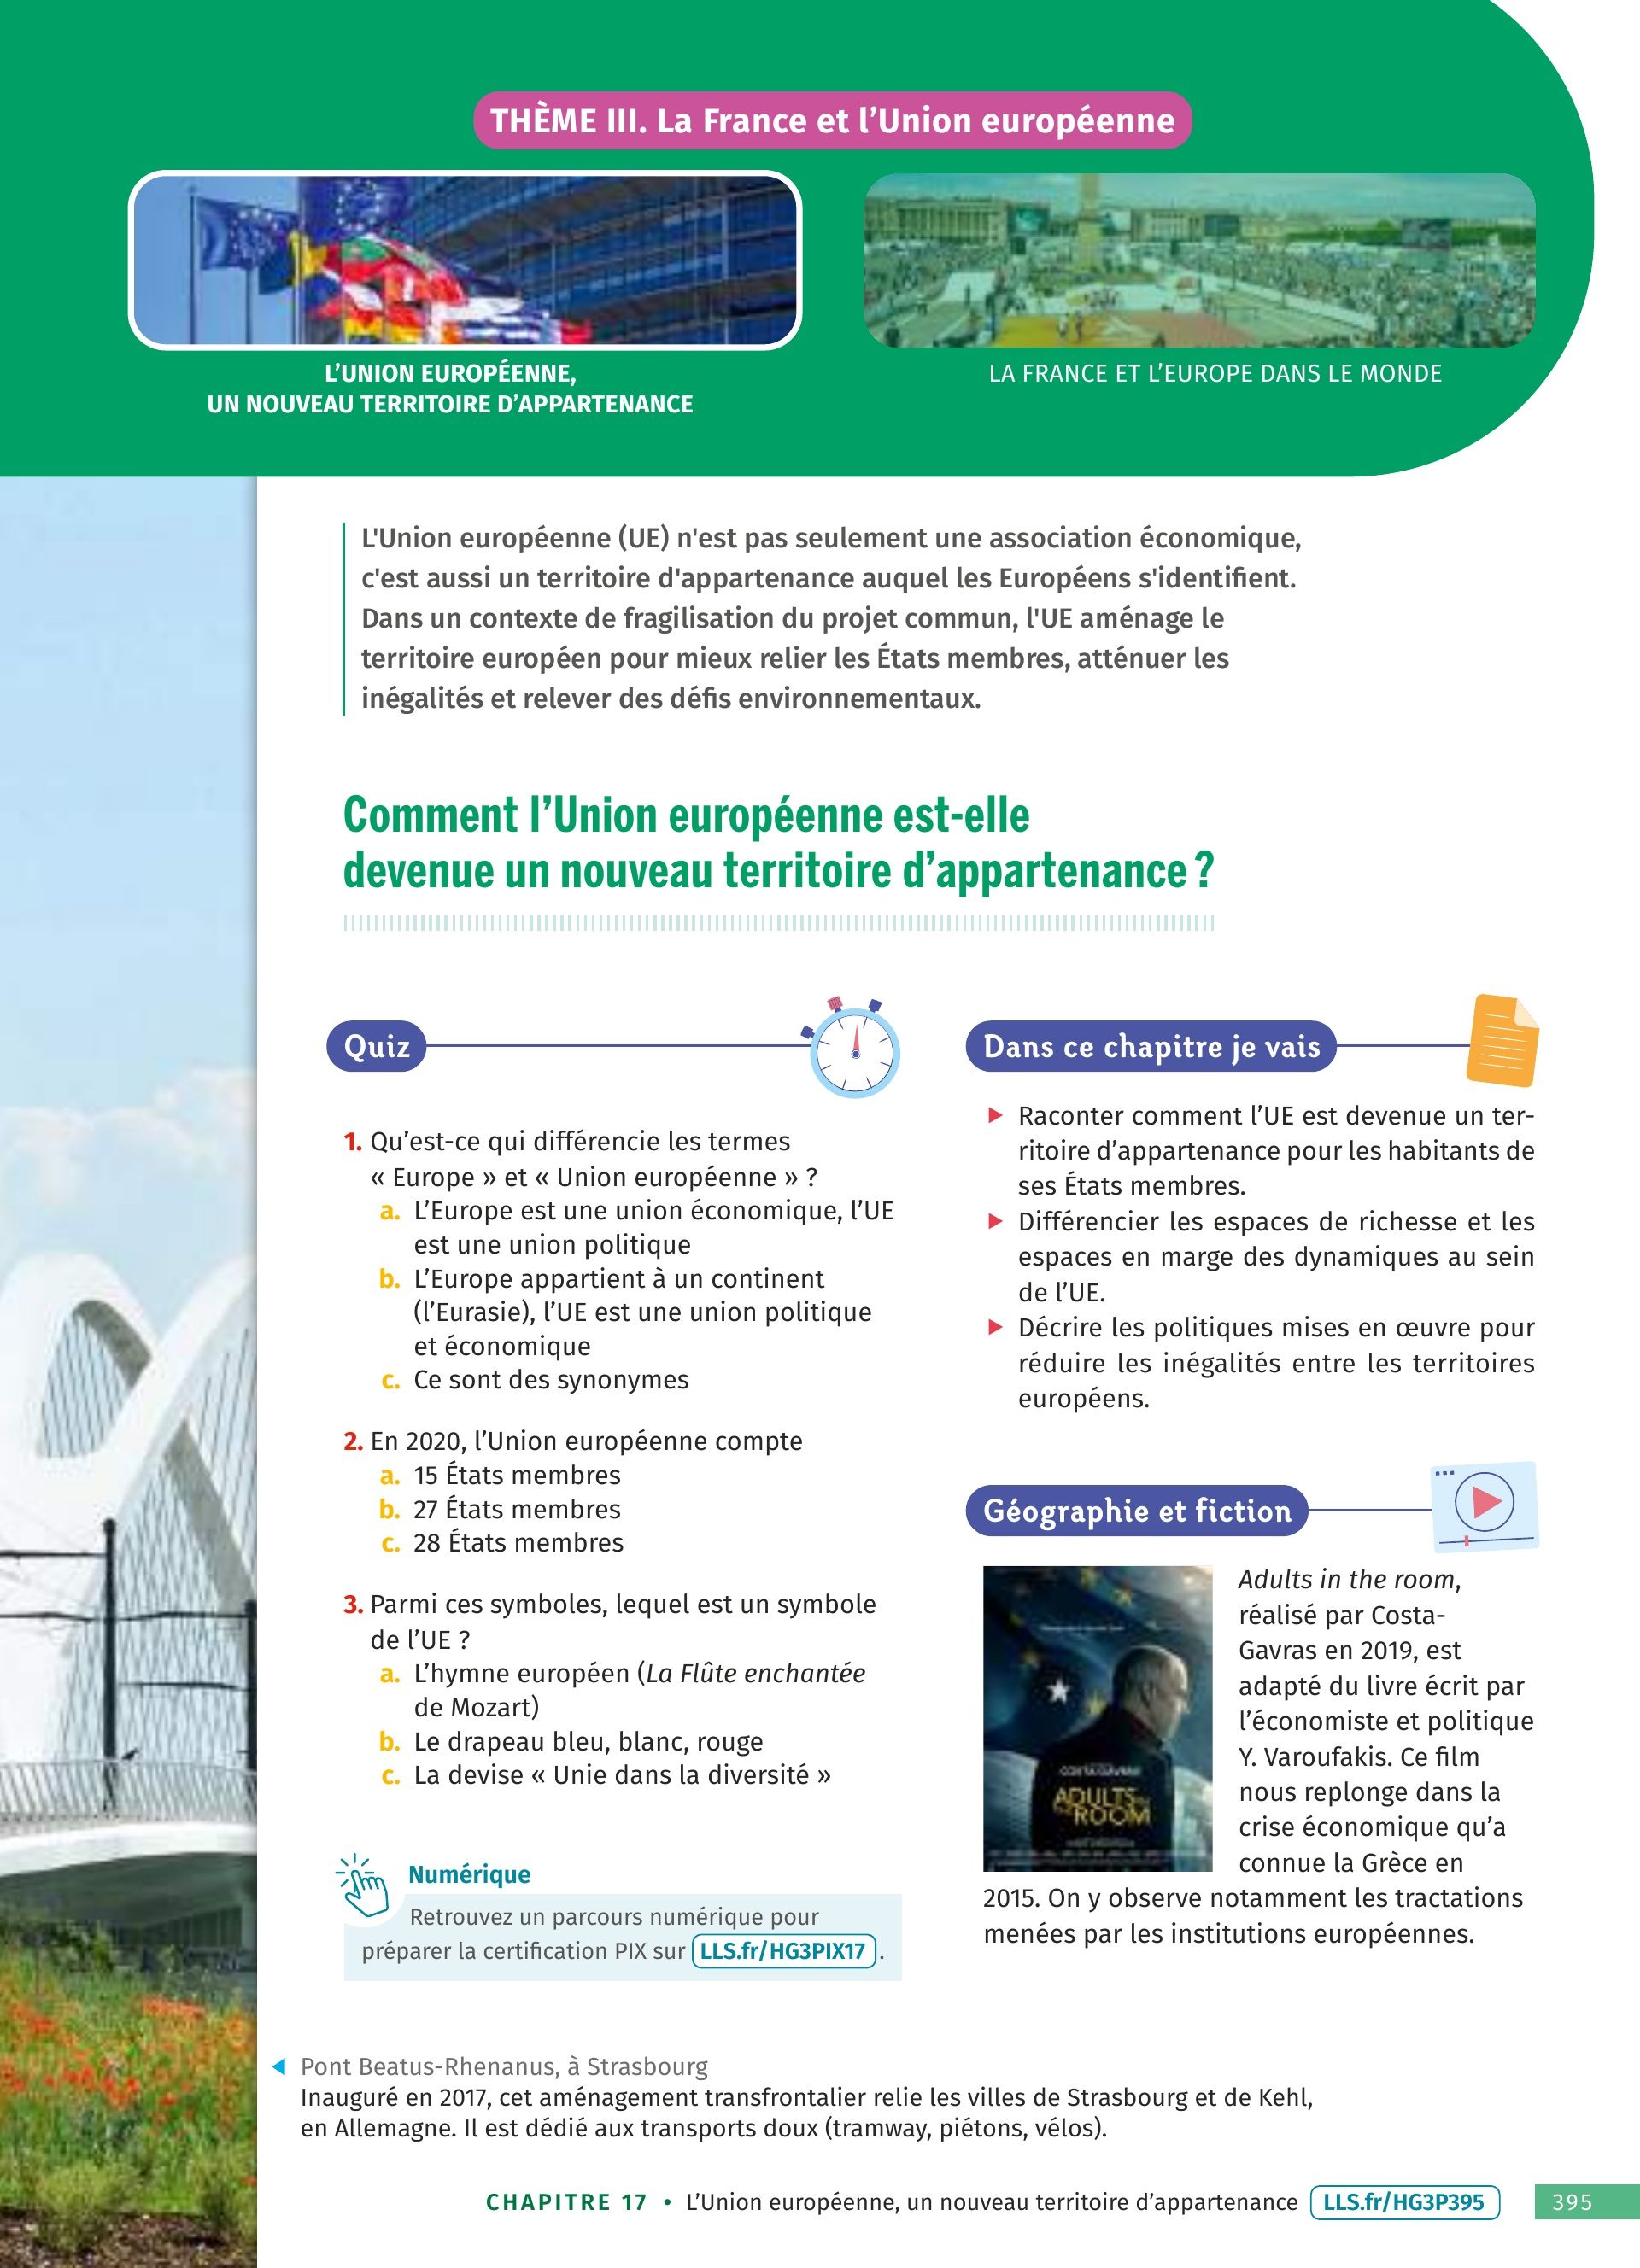 THÈME III. La France et l’Union européenne
L’UNION EUROPÉENNE,
UN NOUVEAU TERRITOIRE D’APPARTENANCE
LA FRANCE ET L’EUROPE DANS LE MONDE
L'Union européenne (UE) n'est pas seulement une association économique,
c'est aussi un territoire d'appartenance auquel les Européens s'identifient.
Dans un contexte de fragilisation du projet commun, l'UE aménage le
territoire européen pour mieux relier les États membres, atténuer les
inégalités et relever des défis environnementaux.
Comment l’Union européenne est-elle
devenue un nouveau territoire d’appartenance ?
Quiz
1. Qu’est-ce qui différencie les termes
« Europe » et « Union européenne » ?
a. L’Europe est une union économique, l’UE
est une union politique
b. L’Europe appartient à un continent
(l’Eurasie), l’UE est une union politique
et économique
c. Ce sont des synonymes
2. En 2020, l’Union européenne compte
a. 15 États membres
b. 27 États membres
c. 28 États membres
3. Parmi ces symboles, lequel est un symbole
de l’UE ?
a. L’hymne européen (La Flûte enchantée
de Mozart)
b. Le drapeau bleu, blanc, rouge
c. La devise « Unie dans la diversité »
Numérique
Retrouvez un parcours numérique pour
préparer la certification PIX sur LLS.fr/HG3PIX17 .
Dans ce chapitre je vais
Raconter comment l’UE est devenue un ter-
ritoire d’appartenance pour les habitants de
ses États membres.
Différencier les espaces de richesse et les
espaces en marge des dynamiques au sein
de l’UE.
Décrire les politiques mises en œuvre pour
réduire les inégalités entre les territoires
européens.
Géographie et fiction
COSTA-GAVRAS
ADULTS
ROOM
Adults in the room,
réalisé par Costa-
Gavras en 2019, est
adapté du livre écrit par
l’économiste et politique
Y. Varoufakis. Ce film
nous replonge dans la
crise économique qu’a
connue la Grèce en
2015. On y observe notamment les tractations
menées par les institutions européennes.
Pont Beatus-Rhenanus, à Strasbourg
Inauguré en 2017, cet aménagement transfrontalier relie les villes de Strasbourg et de Kehl,
en Allemagne. Il est dédié aux transports doux (tramway, piétons, vélos).
CHAPITRE 17 • L’Union européenne, un nouveau territoire d’appartenance LLS.fr/HG3P395
395